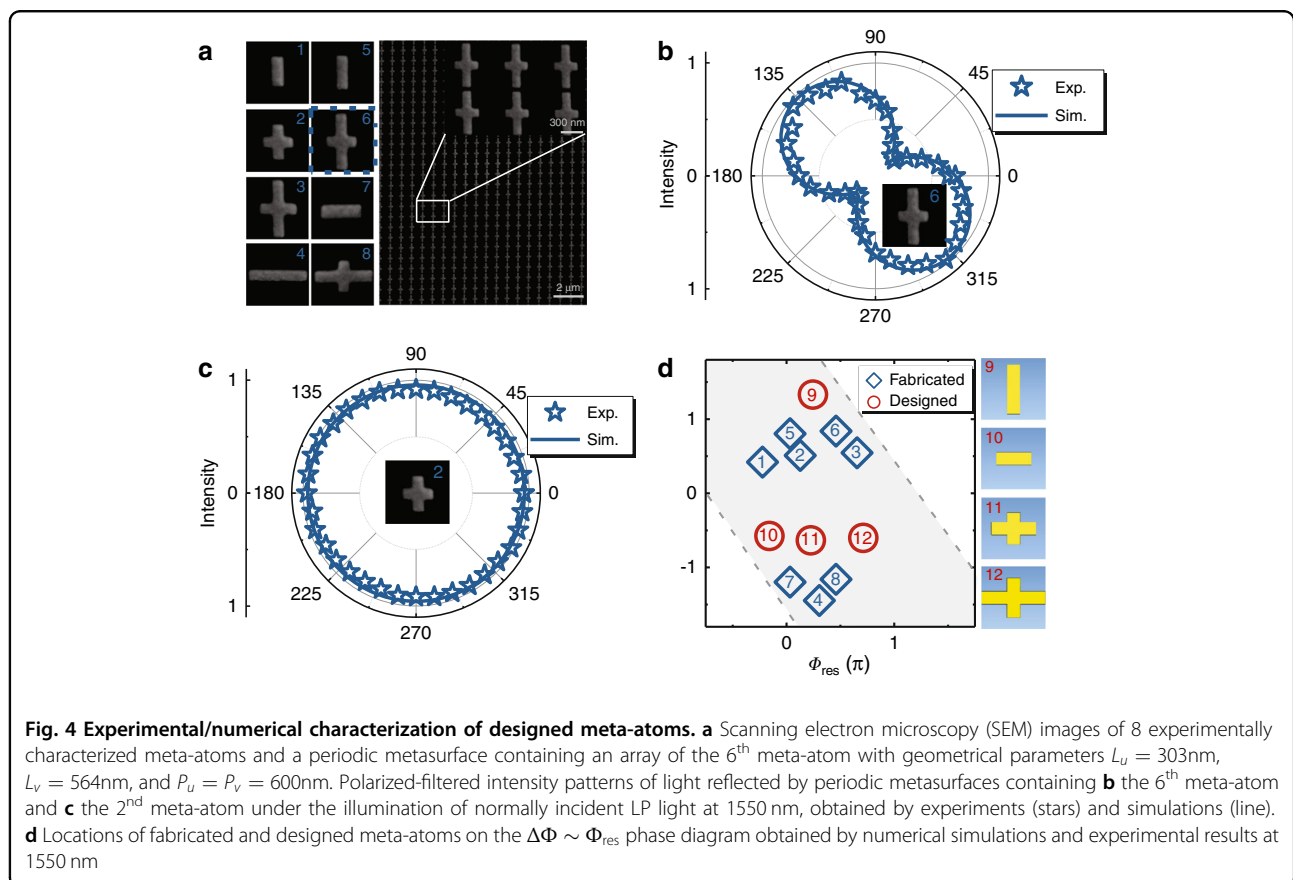 a
1
5
2
6
3
7
4
8
300 nm
2 μm
b
90
135
45
180
0
225
315
270
1
0
1
Intensity
Exp.
Sim.
6
c
90
135
45
180
0
225
315
270
1
0
1
Intensity
Exp.
Sim.
2
d
Fabricated
Designed
1
0
-1
0
1
Φres (π)
9
5
6
1
2
3
10
11
12
7
8
4
9
10
11
12
Fig. 4 Experimental/numerical characterization of designed meta-atoms. a Scanning electron microscopy (SEM) images of 8 experimentally
characterized meta-atoms and a periodic metasurface containing an array of the 6th meta-atom with geometrical parameters Lu = 303nm,
Lv = 564nm, and Pu = Pv = 600nm. Polarized-filtered intensity patterns of light reflected by periodic metasurfaces containing b the 6th meta-atom
and c the 2nd meta-atom under the illumination of normally incident LP light at 1550 nm, obtained by experiments (stars) and simulations (line).
d Locations of fabricated and designed meta-atoms on the ΔΦ ~ Φres phase diagram obtained by numerical simulations and experimental results at
1550 nm